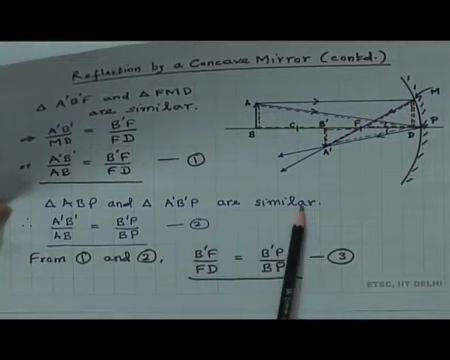 Reflection by a Concave Mirror (contd.)
△ A'B'F and △ FMD
are similar.
⇒ A'B'/MD = B'F/FD
or A'B'/AB = B'F/FD — ①
△ ABP and △ A'B'P are similar.
∴ A'B'/AB = B'P/BP — ②
From ① and ②, B'F/FD = B'P/BP — ③
A
M
B C B' F D P
A'
ETSC, IIT DELHI